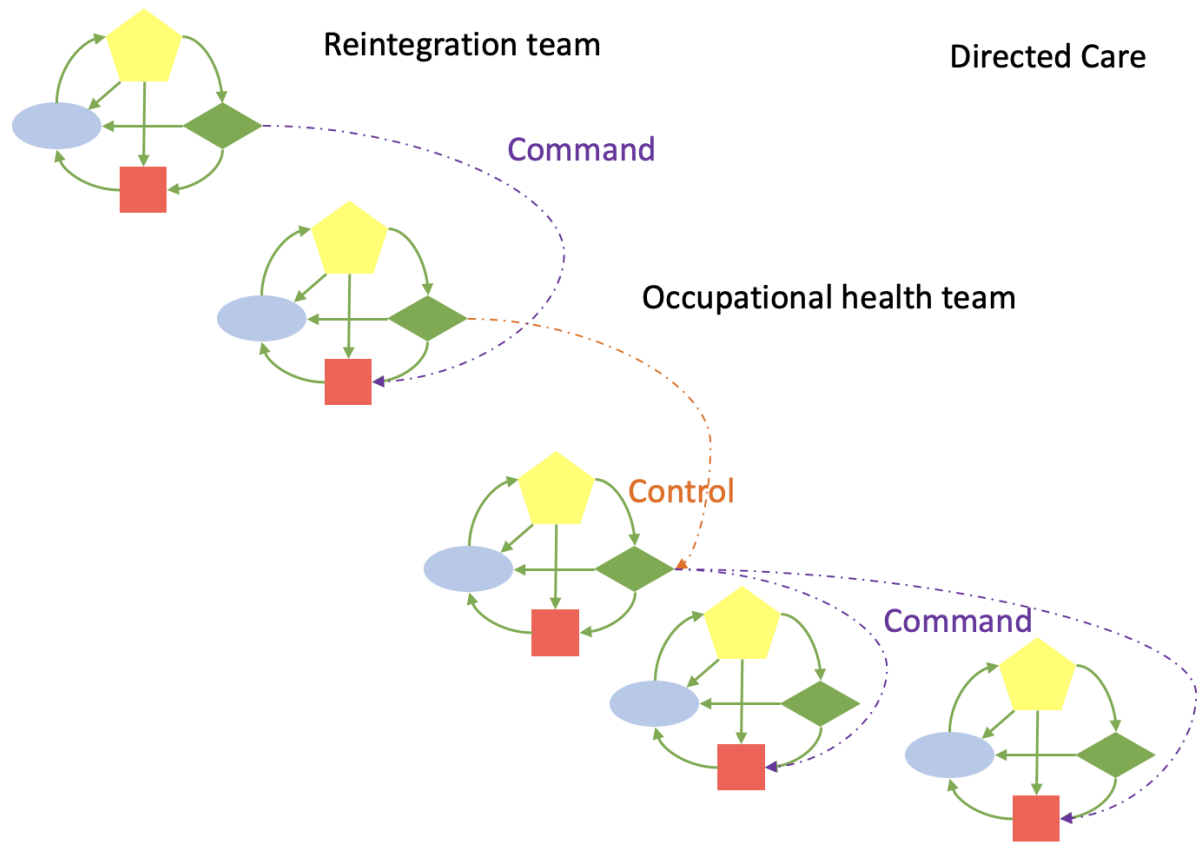 Reintegration team
Directed Care
Command
Occupational health team
Control
Command